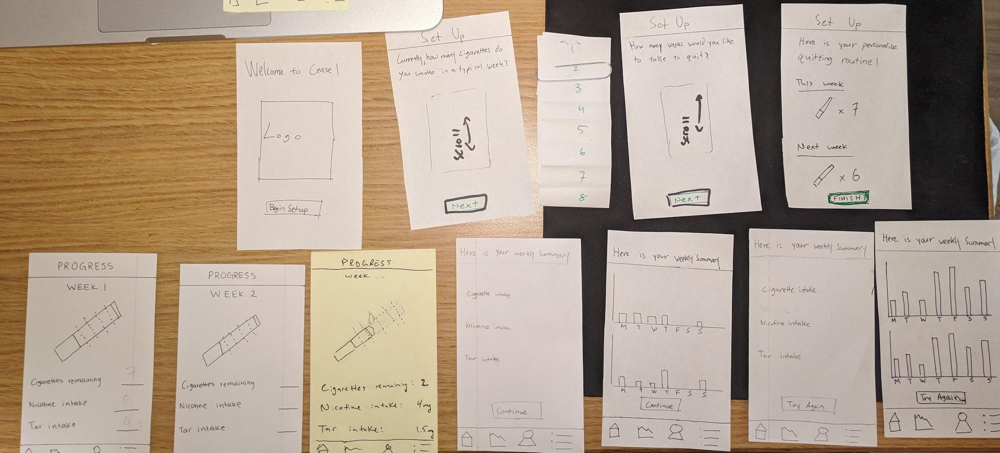 Welcome to Cease!
Logo
Begin Setup
Set Up
Currently, how many cigarettes do
you smoke in a typical week?
scroll
Next
1
2
3
4
5
6
7
8
Set Up
How many weeks would you like
to take to quit?
scroll
Next
Set Up
Here is your personalize
quitting routine!
This week
x 7
Next week
x 6
FINISH
PROGRESS
WEEK 1
Cigarettes remaining 7
Nicotine intake 0
Tar intake 0
PROGRESS
WEEK 2
Cigarettes remaining
Nicotine intake
Tar intake
PROGRESS
week ...
Cigarettes remaining: 2
Nicotine intake: 4mg
Tar intake: 1.5mg
Here is your weekly Summary
Cigarette intake
Nicotine intake
Tar intake
Continue
Here is your weekly Summary
M T W T F S S
M T W T F S S
Continue
Here is your weekly Summary
Cigarette intake
Nicotine intake
Tar intake
Try Again
Here is your weekly Summary
M T W T F S S
M T W T F S S
Try Again